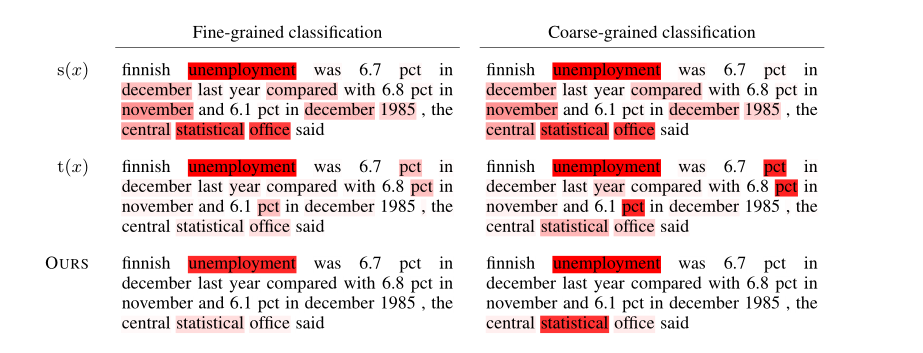 Fine-grained classification Coarse-grained classification
s(x) finnish unemployment was 6.7 pct in finnish unemployment was 6.7 pct in
december last year compared with 6.8 pct in december last year compared with 6.8 pct in
november and 6.1 pct in december 1985 , the november and 6.1 pct in december 1985 , the
central statistical office said central statistical office said
t(x) finnish unemployment was 6.7 pct in finnish unemployment was 6.7 pct in
december last year compared with 6.8 pct in december last year compared with 6.8 pct in
november and 6.1 pct in december 1985 , the november and 6.1 pct in december 1985 , the
central statistical office said central statistical office said
OURS finnish unemployment was 6.7 pct in finnish unemployment was 6.7 pct in
december last year compared with 6.8 pct in december last year compared with 6.8 pct in
november and 6.1 pct in december 1985 , the november and 6.1 pct in december 1985 , the
central statistical office said central statistical office said